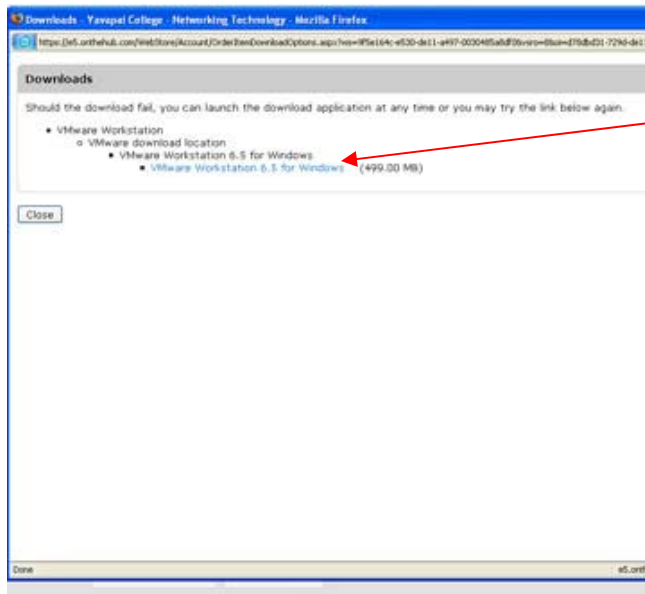 Downloads - Yavapai College - Networking Technology - Mozilla Firefox
Downloads
Should the download fail, you can launch the download application at any time or you may try the link below again.
VMware Workstation
VMware download location
VMware Workstation 6.5 for Windows
VMware Workstation 6.5 for Windows (499.00 MB)
Close
Done